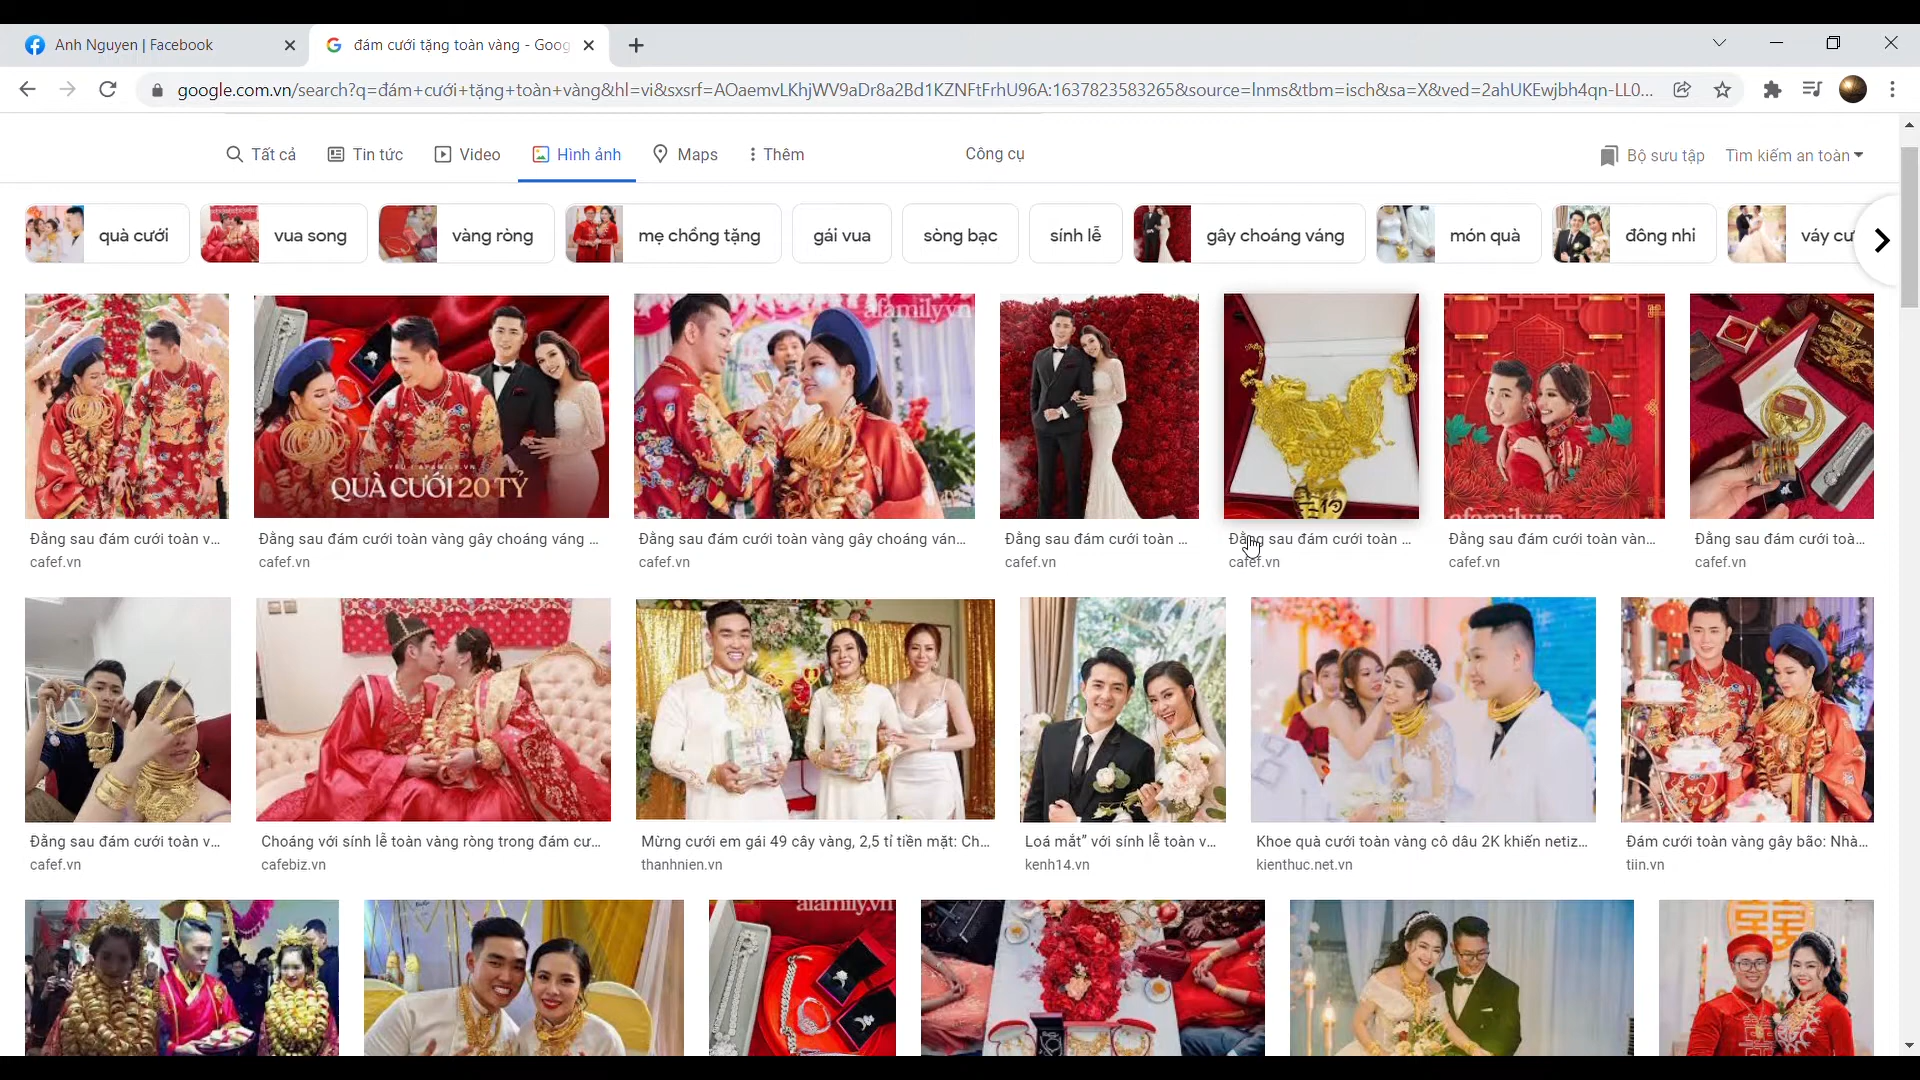 Anh Nguyen | Facebook
đám cưới tặng toàn vàng - Goog
google.com.vn/search?q=đám+cưới+tặng+toàn+vàng&hl=vi&sxsrf=AOaemvLKhjWV9aDr8a2Bd1KZNFtFrhU96A:1637823583265&source=lnms&tbm=isch&sa=X&ved=2ahUKEwjbh4qn-LL0...
Tất cả
Tin tức
Video
Hình ảnh
Maps
Thêm
Công cụ
Bộ sưu tập
Tìm kiếm an toàn
quà cưới
vua song
vàng ròng
mẹ chồng tặng
gái vua
sòng bạc
sính lễ
gây choáng váng
món quà
đông nhi
váy cư
afamilyvn
YEU | AFAMILY.VN
QUÀ CƯỚI 20 TỶ
afamilyvn
Đằng sau đám cưới toàn v...
cafef.vn
Đằng sau đám cưới toàn vàng gây choáng váng ...
cafef.vn
Đằng sau đám cưới toàn vàng gây choáng ván...
cafef.vn
Đằng sau đám cưới toàn ...
cafef.vn
Đằng sau đám cưới toàn ...
cafef.vn
Đằng sau đám cưới toàn vàn...
cafef.vn
Đằng sau đám cưới toà...
cafef.vn
Đằng sau đám cưới toàn v...
cafef.vn
Choáng với sính lễ toàn vàng ròng trong đám cư...
cafebiz.vn
Mừng cưới em gái 49 cây vàng, 2,5 tỉ tiền mặt: Ch...
thanhnien.vn
Loá mắt” với sính lễ toàn v...
kenh14.vn
Khoe quà cưới toàn vàng cô dâu 2K khiến netiz...
kienthuc.net.vn
Đám cưới toàn vàng gây bão: Nhà...
tiin.vn
afamily.vn